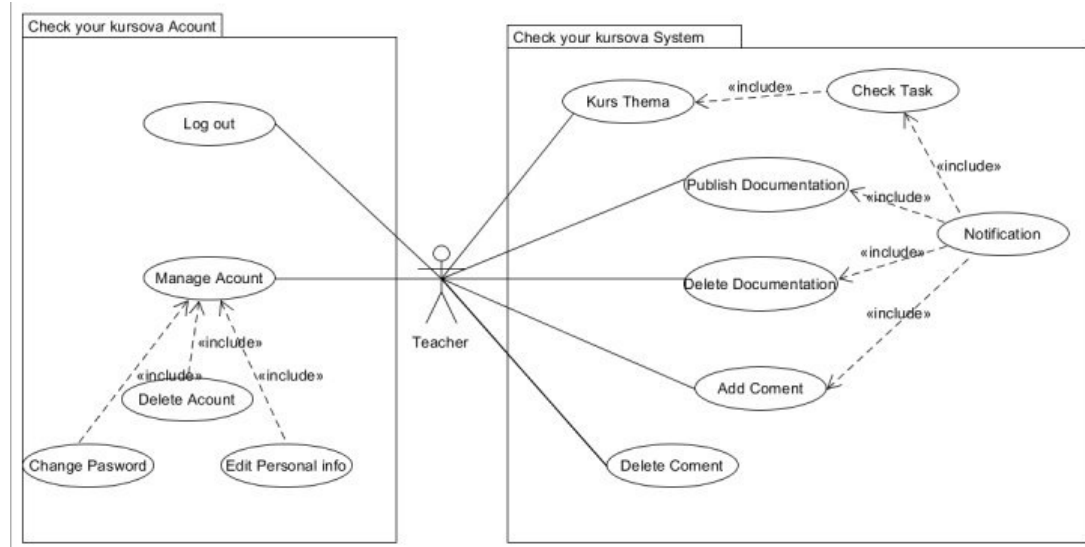 Check your kursova Acount
Check your kursova System
Log out
Manage Acount
«include»
«include»
«include»
Delete Acount
Change Pasword
Edit Personal info
Teacher
Kurs Thema
«include»
Check Task
«include»
Publish Documentation
«include»
Notification
«include»
Delete Documentation
«include»
Add Coment
Delete Coment